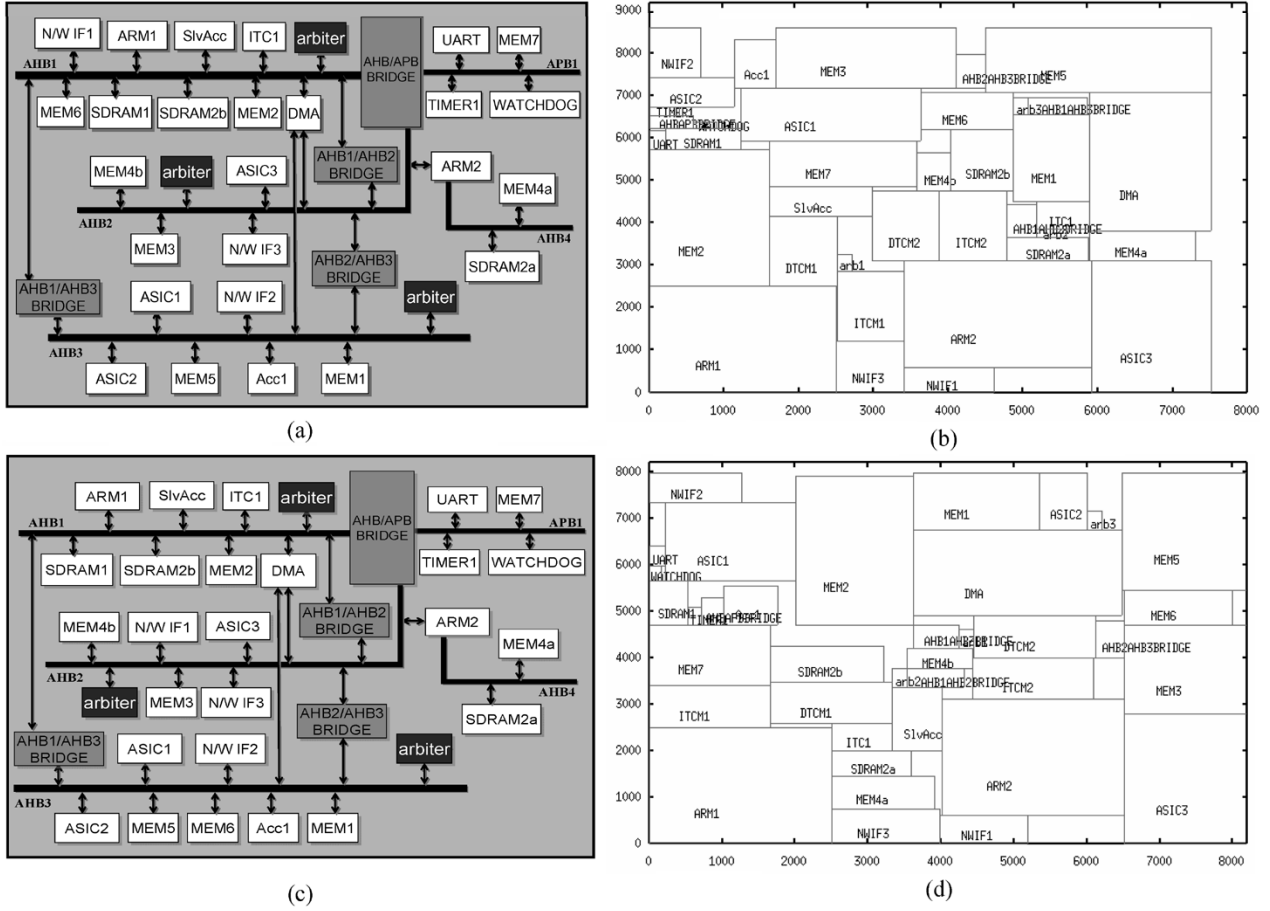 N/W IF1 ARM1 SlvAcc ITC1 arbiter AHB/APB BRIDGE UART MEM7
AHB1 APB1
MEM6 SDRAM1 SDRAM2b MEM2 DMA TIMER1 WATCHDOG
MEM4b arbiter ASIC3 AHB1/AHB2 BRIDGE ARM2 MEM4a
AHB2 AHB4
MEM3 N/W IF3 AHB2/AHB3 BRIDGE SDRAM2a
AHB1/AHB3 BRIDGE ASIC1 N/W IF2 arbiter
AHB3
ASIC2 MEM5 Acc1 MEM1
(a)
9000
8000
7000
6000
5000
4000
3000
2000
1000
0
NWIF2 Acc1 MEM3 AHB2AHB3BRIDGE MEM5
ASIC2
TIMER1 arb3AHB1AHB3BRIDGE
WATCHDOG ASIC1 MEM6
UART SDRAM1
MEM7 MEM4b SDRAM2b MEM1
SlvAcc DMA
ITC1
arb2
MEM2 DTCM1 arb1 DTCM2 ITCM2 SDRAM2a MEM4a
ITCM1
ARM2
ARM1 NWIF3 NWIF1 ASIC3
0 1000 2000 3000 4000 5000 6000 7000 8000
(b)
ARM1 SlvAcc ITC1 arbiter AHB/APB BRIDGE UART MEM7
AHB1 APB1
SDRAM1 SDRAM2b MEM2 DMA TIMER1 WATCHDOG
MEM4b N/W IF1 ASIC3 AHB1/AHB2 BRIDGE ARM2 MEM4a
AHB2 AHB4
arbiter MEM3 N/W IF3 AHB2/AHB3 BRIDGE SDRAM2a
AHB1/AHB3 BRIDGE ASIC1 N/W IF2 arbiter
AHB3
ASIC2 MEM5 MEM6 Acc1 MEM1
(c)
8000
7000
6000
5000
4000
3000
2000
1000
0
NWIF2 MEM1 ASIC2 arb3
UART ASIC1 MEM5
WATCHDOG MEM2 DMA
SDRAM1 TIMER1 Acc1 MEM6
AHB1AHB3BRIDGE DTCM2 AHB2AHB3BRIDGE
MEM7 SDRAM2b MEM4b
arb2AHB1AHB2BRIDGE ITCM2 MEM3
ITCM1 DTCM1
ITC1 SlvAcc
SDRAM2a
MEM4a ARM2
ARM1 NWIF3 NWIF1 ASIC3
0 1000 2000 3000 4000 5000 6000 7000 8000
(d)